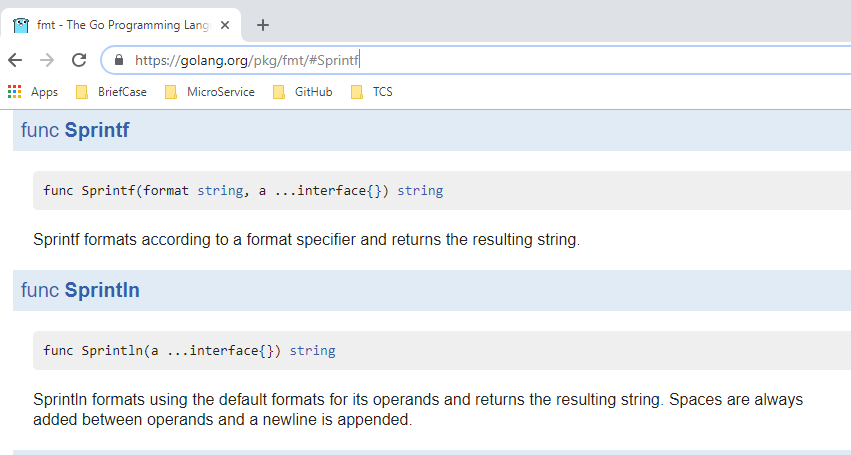 fmt - The Go Programming Lang
https://golang.org/pkg/fmt/#Sprintf
Apps BriefCase MicroService GitHub TCS
func Sprintf
func Sprintf(format string, a ...interface{}) string
Sprintf formats according to a format specifier and returns the resulting string.
func Sprintln
func Sprintln(a ...interface{}) string
Sprintln formats using the default formats for its operands and returns the resulting string. Spaces are always
added between operands and a newline is appended.